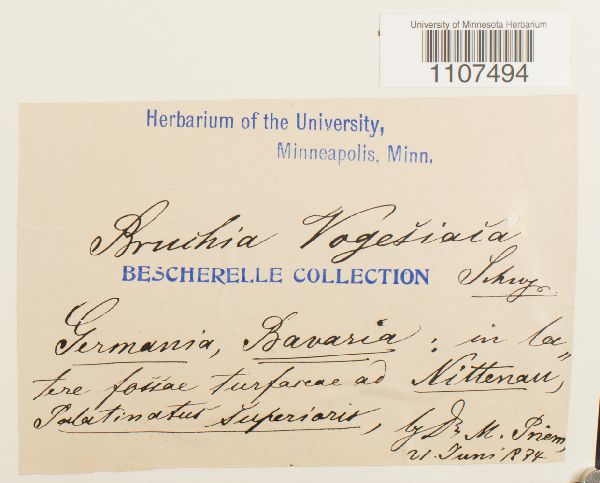 University of Minnesota Herbarium
1107494
Herbarium of the University,
Minneapolis, Minn.
Bruchia Vogesiaca
BESCHERELLE COLLECTION Schwg.
Germania, Bavaria: in la"
tere fossae turfaceae ad Nittenau,
Palatinatus superioris, by Dr M. Priem,
21. Juni 1874.